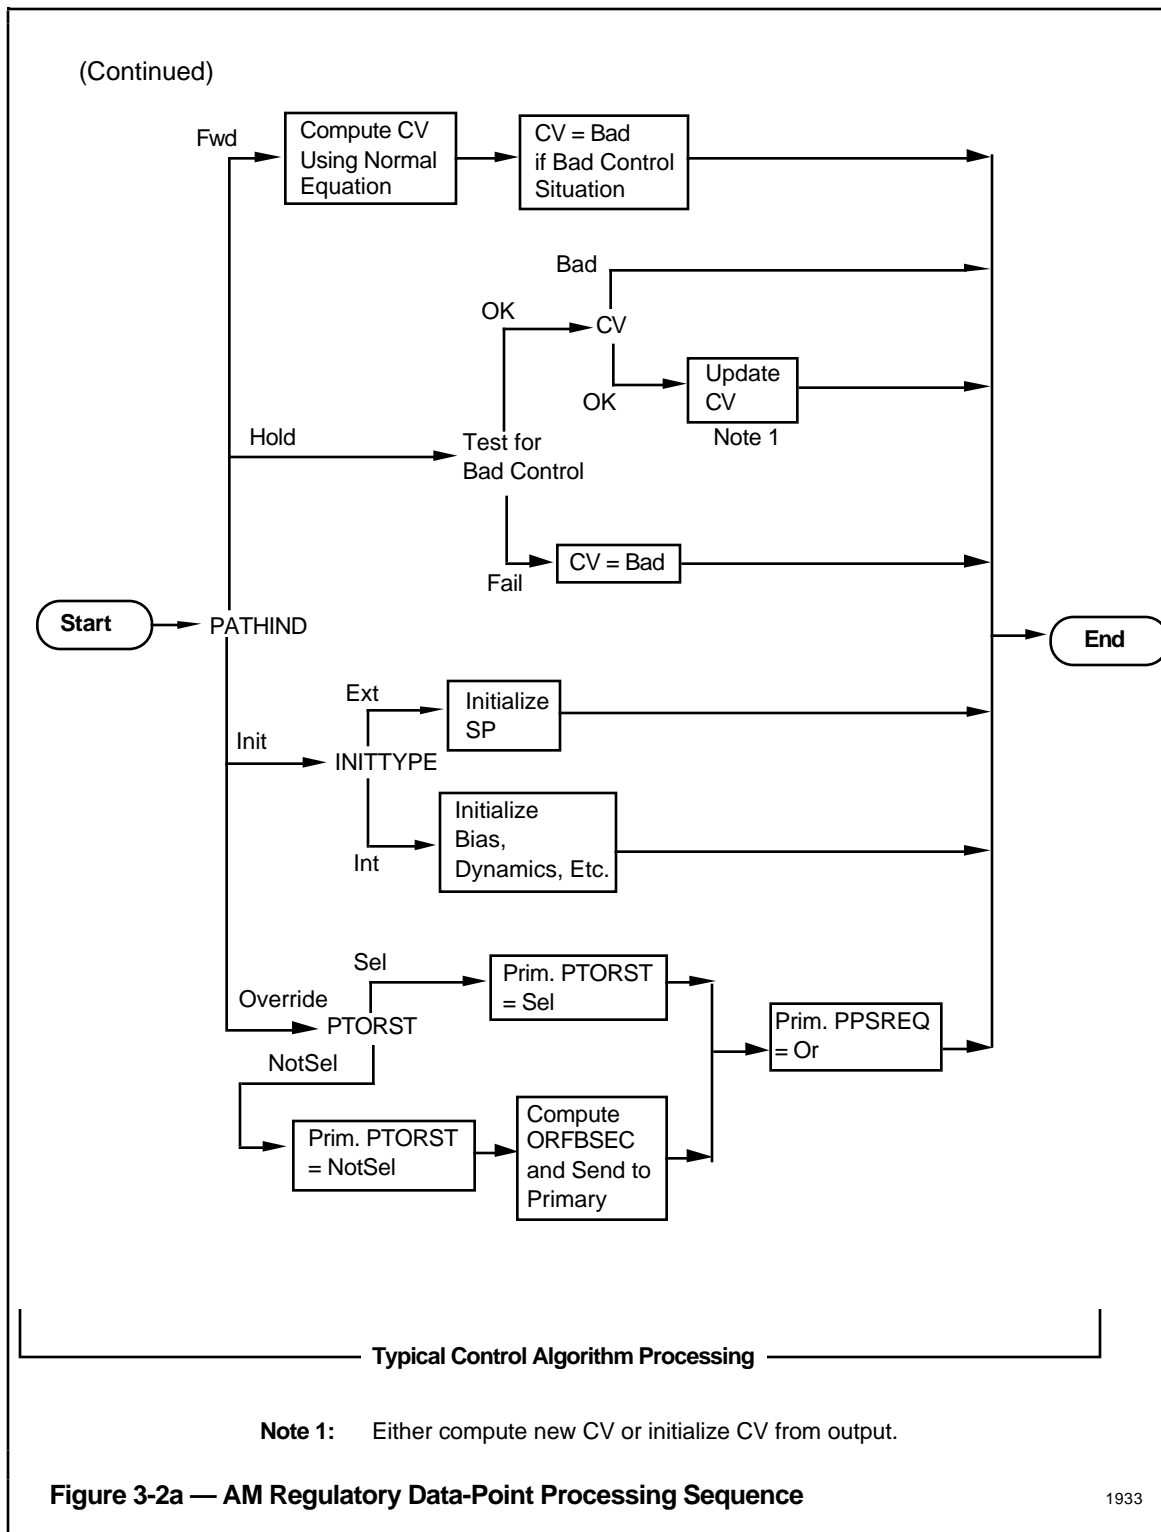 (Continued)
Fwd
Compute CV
Using Normal
Equation
CV = Bad
if Bad Control
Situation
Bad
OK
CV
OK
Update
CV
Note 1
Hold
Test for
Bad Control
Fail
CV = Bad
Start
PATHIND
End
Ext
Initialize
SP
Init
INITTYPE
Int
Initialize
Bias,
Dynamics, Etc.
Sel
Prim. PTORST
= Sel
Override
PTORST
Prim. PPSREQ
= Or
NotSel
Prim. PTORST
= NotSel
Compute
ORFBSEC
and Send to
Primary
Typical Control Algorithm Processing
Note 1: Either compute new CV or initialize CV from output.
Figure 3-2a — AM Regulatory Data-Point Processing Sequence
1933